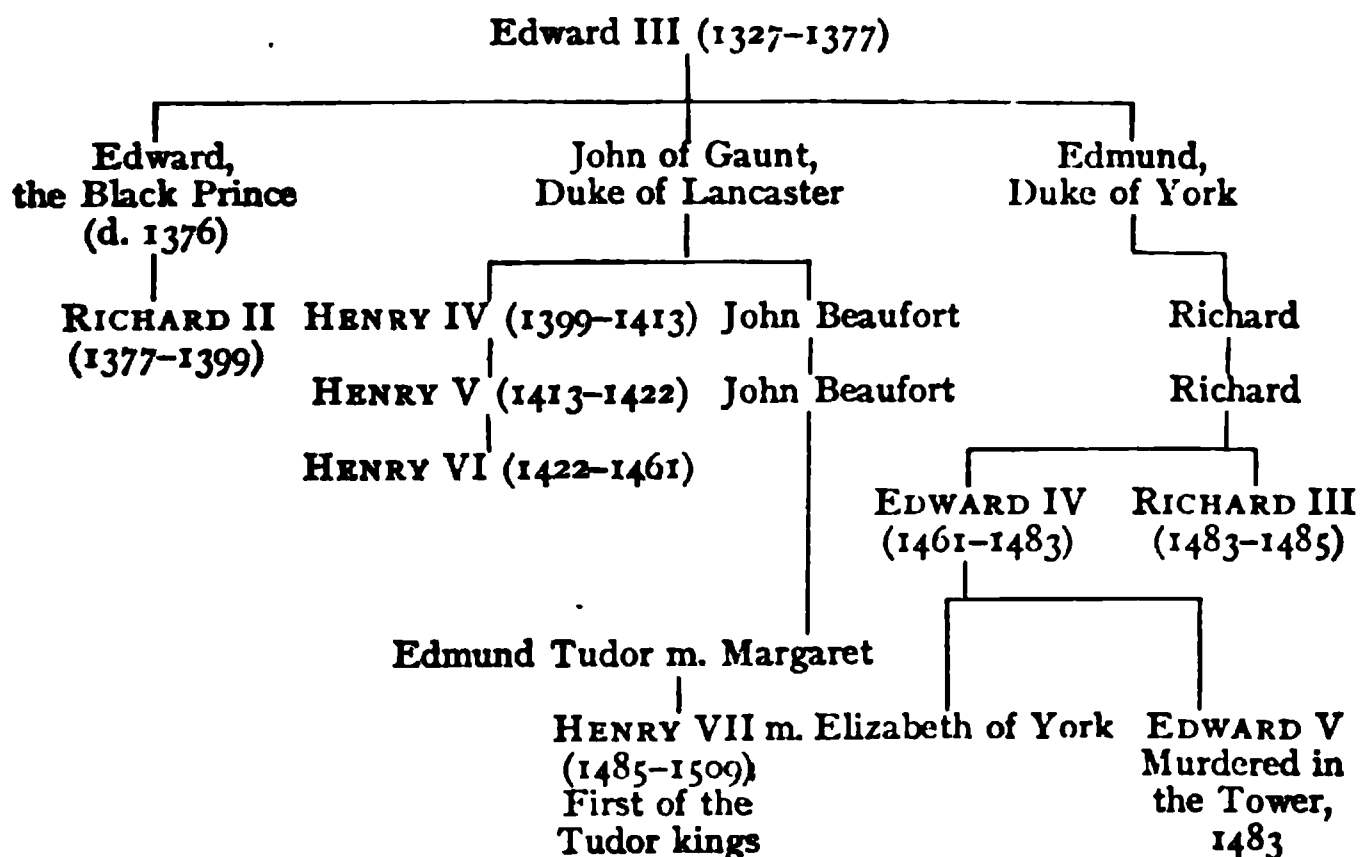 Edward III (1327–1377)
Edward,
the Black Prince
(d. 1376)
John of Gaunt,
Duke of Lancaster
Edmund,
Duke of York
RICHARD II
(1377–1399)
HENRY IV (1399–1413)
John Beaufort
Richard
HENRY V (1413–1422)
John Beaufort
Richard
HENRY VI (1422–1461)
EDWARD IV
(1461–1483)
RICHARD III
(1483–1485)
Edmund Tudor m. Margaret
HENRY VII m. Elizabeth of York
(1485–1509)
First of the
Tudor kings
EDWARD V
Murdered in
the Tower,
1483